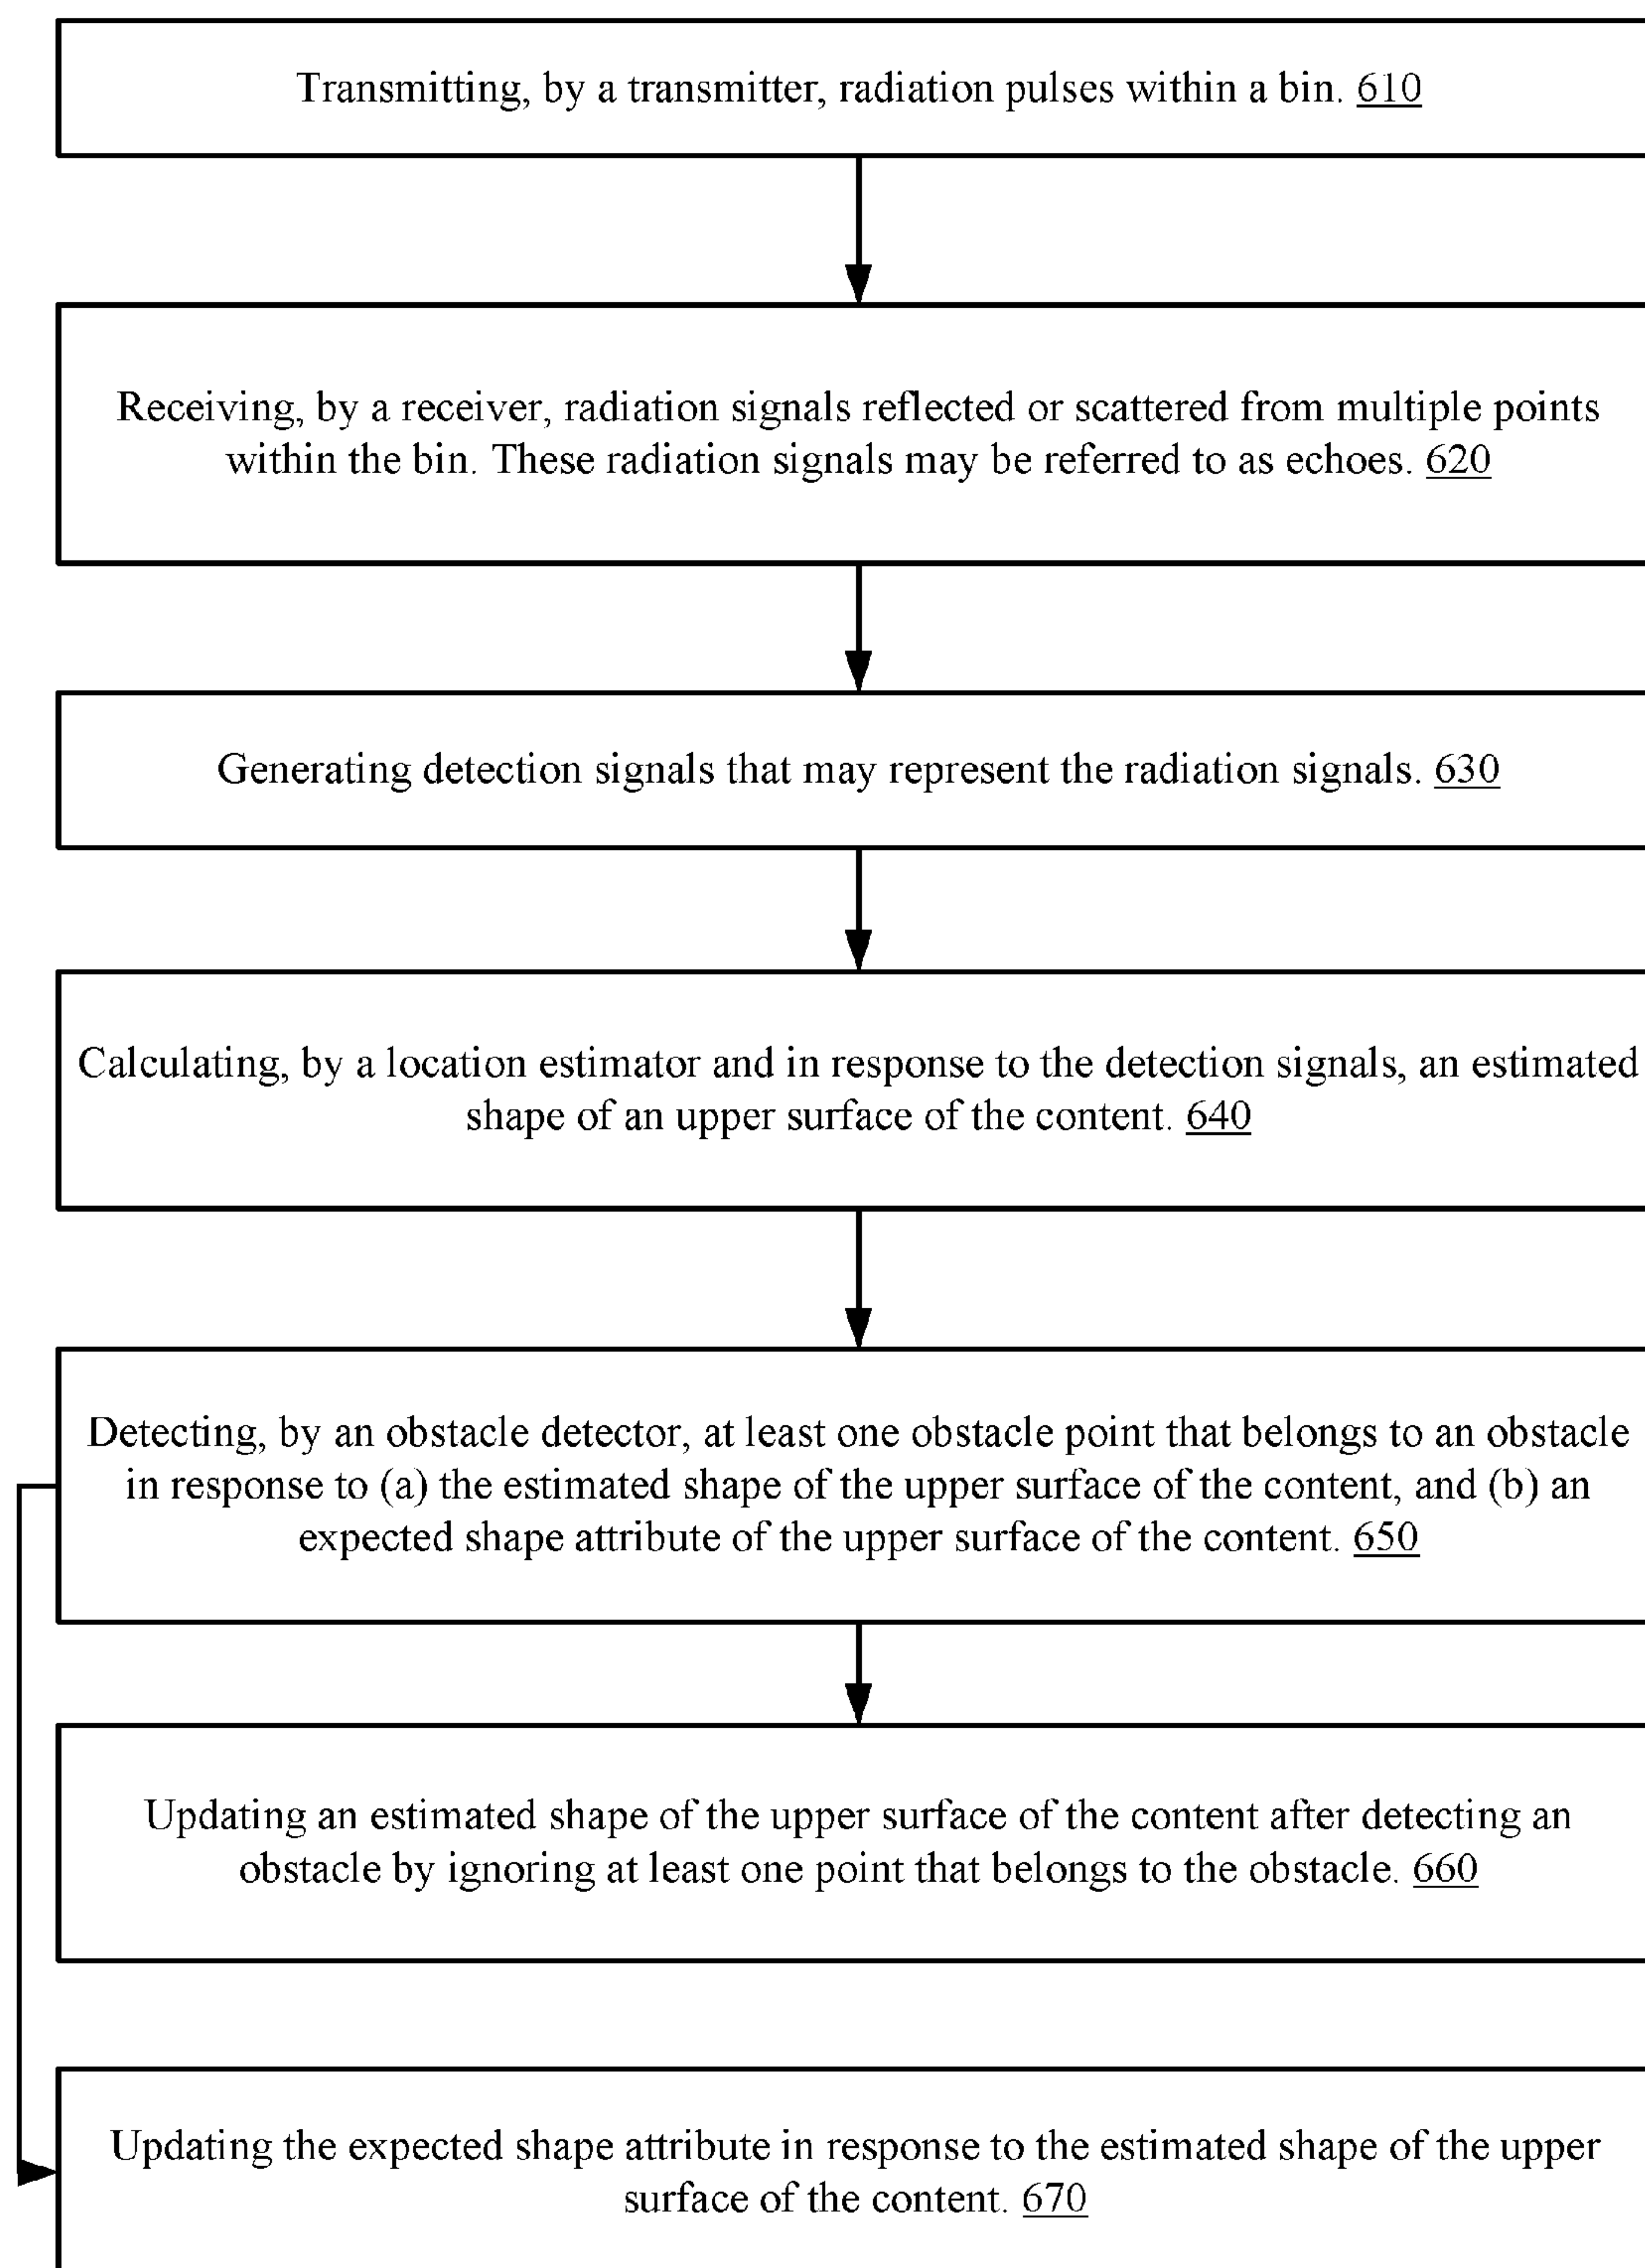 Transmitting, by a transmitter, radiation pulses within a bin. 610
Receiving, by a receiver, radiation signals reflected or scattered from multiple points
within the bin. These radiation signals may be referred to as echoes. 620
Generating detection signals that may represent the radiation signals. 630
Calculating, by a location estimator and in response to the detection signals, an estimated
shape of an upper surface of the content. 640
Detecting, by an obstacle detector, at least one obstacle point that belongs to an obstacle
in response to (a) the estimated shape of the upper surface of the content, and (b) an
expected shape attribute of the upper surface of the content. 650
Updating an estimated shape of the upper surface of the content after detecting an
obstacle by ignoring at least one point that belongs to the obstacle. 660
Updating the expected shape attribute in response to the estimated shape of the upper
surface of the content. 670